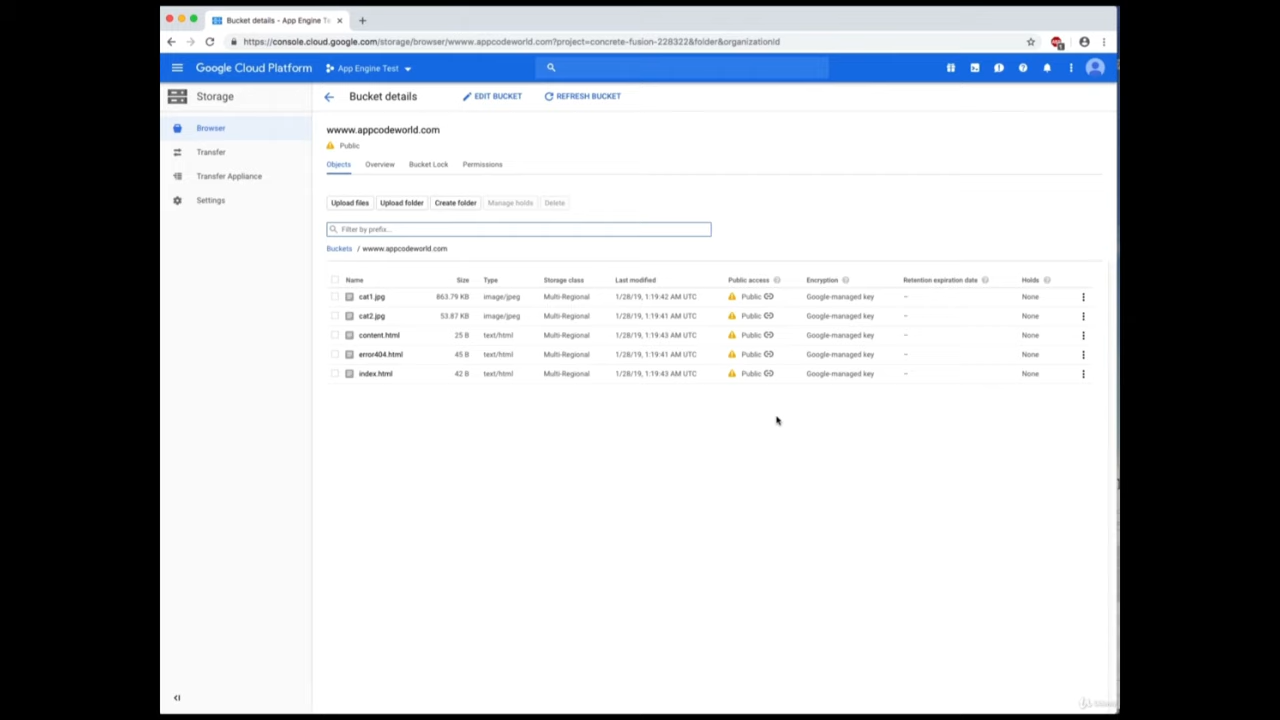 Bucket details - App Engine Te
https://console.cloud.google.com/storage/browser/wwww.appcodeworld.com?project=concrete-fusion-228322&folder&organizationId
Google Cloud Platform App Engine Test
Storage Bucket details EDIT BUCKET REFRESH BUCKET
Browser
Transfer
Transfer Appliance
Settings
wwww.appcodeworld.com
Public
Objects Overview Bucket Lock Permissions
Upload files Upload folder Create folder Manage holds Delete
Filter by prefix...
Buckets / wwww.appcodeworld.com
Name Size Type Storage class Last modified Public access Encryption Retention expiration date Holds
cat1.jpg 863.79 KB image/jpeg Multi-Regional 1/28/19, 1:19:42 AM UTC Public Google-managed key – None
cat2.jpg 53.87 KB image/jpeg Multi-Regional 1/28/19, 1:19:41 AM UTC Public Google-managed key – None
content.html 25 B text/html Multi-Regional 1/28/19, 1:19:43 AM UTC Public Google-managed key – None
error404.html 45 B text/html Multi-Regional 1/28/19, 1:19:41 AM UTC Public Google-managed key – None
index.html 42 B text/html Multi-Regional 1/28/19, 1:19:43 AM UTC Public Google-managed key – None